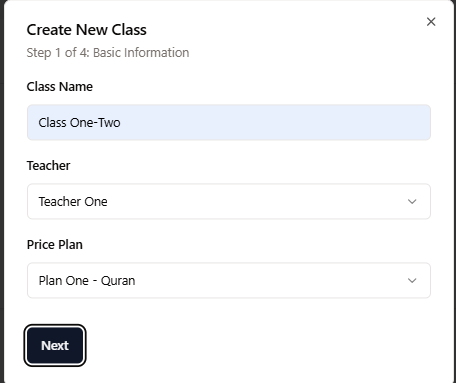 Create New Class
Step 1 of 4: Basic Information
Class Name
Class One-Two
Teacher
Teacher One
Price Plan
Plan One - Quran
Next